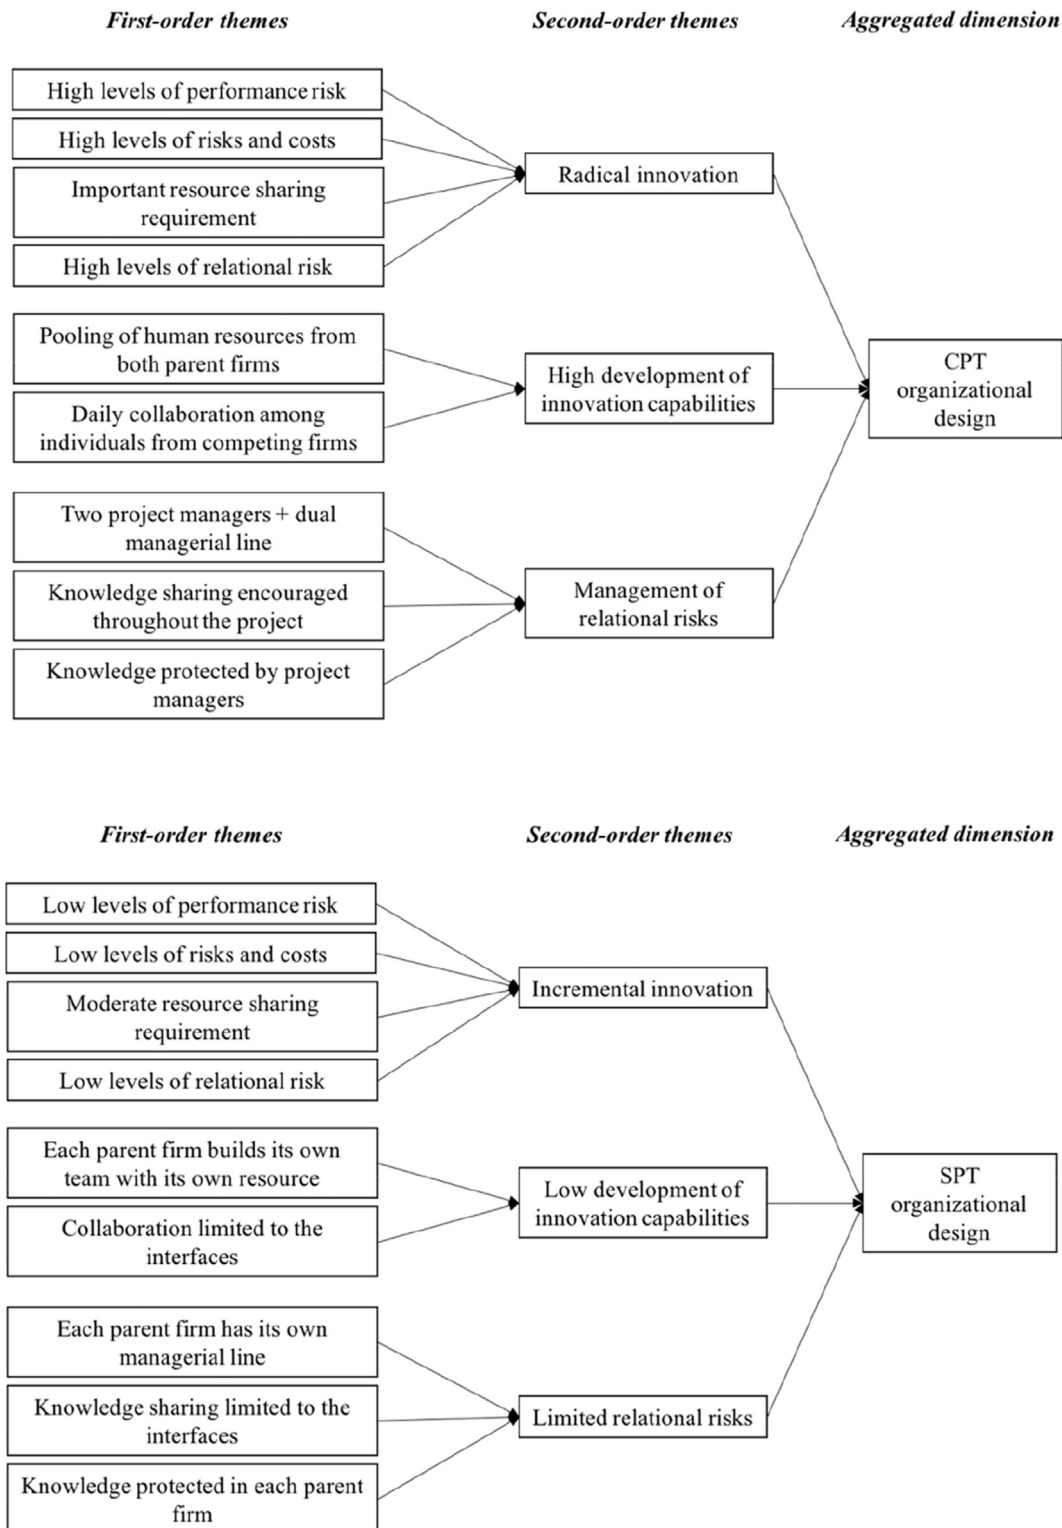 First-order themes
Second-order themes
Aggregated dimension
High levels of performance risk
High levels of risks and costs
Important resource sharing
requirement
High levels of relational risk
Radical innovation
Pooling of human resources from
both parent firms
Daily collaboration among
individuals from competing firms
High development of
innovation capabilities
CPT
organizational
design
Two project managers + dual
managerial line
Knowledge sharing encouraged
throughout the project
Knowledge protected by project
managers
Management of
relational risks
First-order themes
Second-order themes
Aggregated dimension
Low levels of performance risk
Low levels of risks and costs
Moderate resource sharing
requirement
Low levels of relational risk
Incremental innovation
Each parent firm builds its own
team with its own resource
Collaboration limited to the
interfaces
Low development of
innovation capabilities
SPT
organizational
design
Each parent firm has its own
managerial line
Knowledge sharing limited to the
interfaces
Knowledge protected in each parent
firm
Limited relational risks